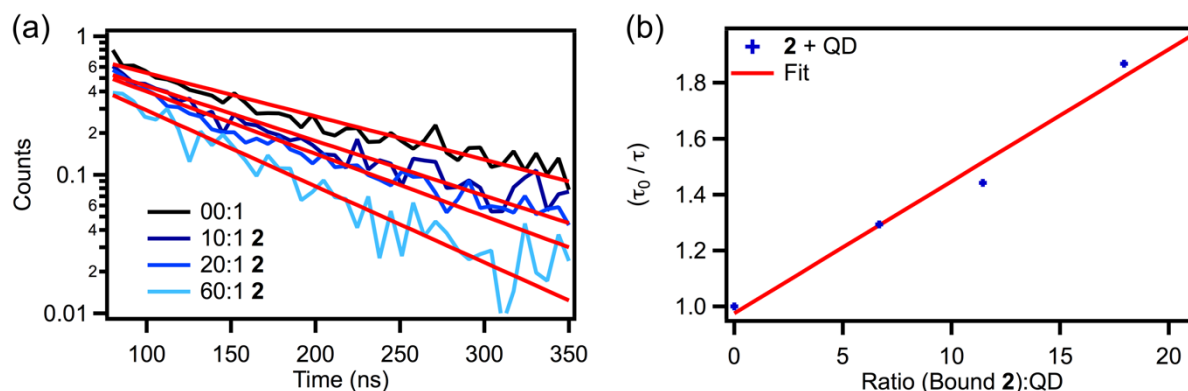 (a)
1
6
4
2
0.1
6
4
2
0.01
Counts
00:1
10:1 2
20:1 2
60:1 2
100 150 200 250 300 350
Time (ns)
(b)
2 + QD
Fit
1.8
1.6
1.4
1.2
1.0
(τ₀ / τ)
0 5 10 15 20
Ratio (Bound 2):QD